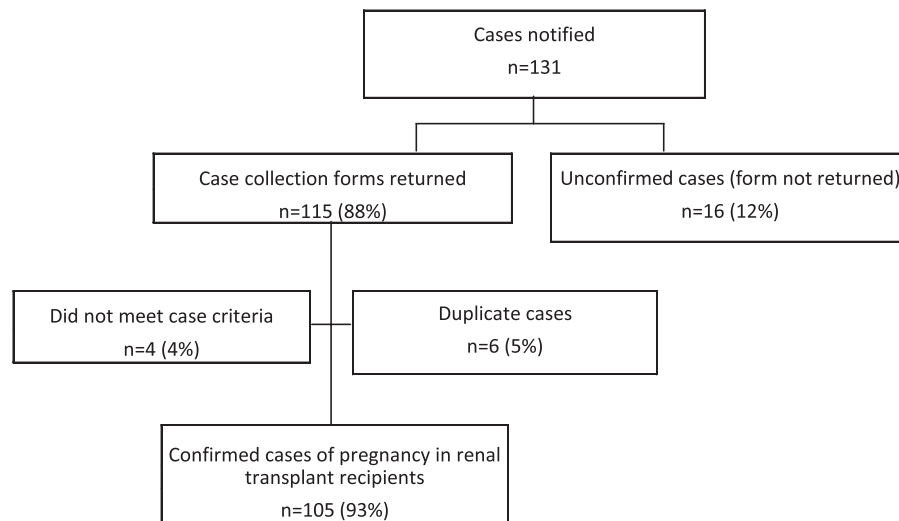 Cases notified
n=131
Case collection forms returned
n=115 (88%)
Unconfirmed cases (form not returned)
n=16 (12%)
Did not meet case criteria
n=4 (4%)
Duplicate cases
n=6 (5%)
Confirmed cases of pregnancy in renal
transplant recipients
n=105 (93%)